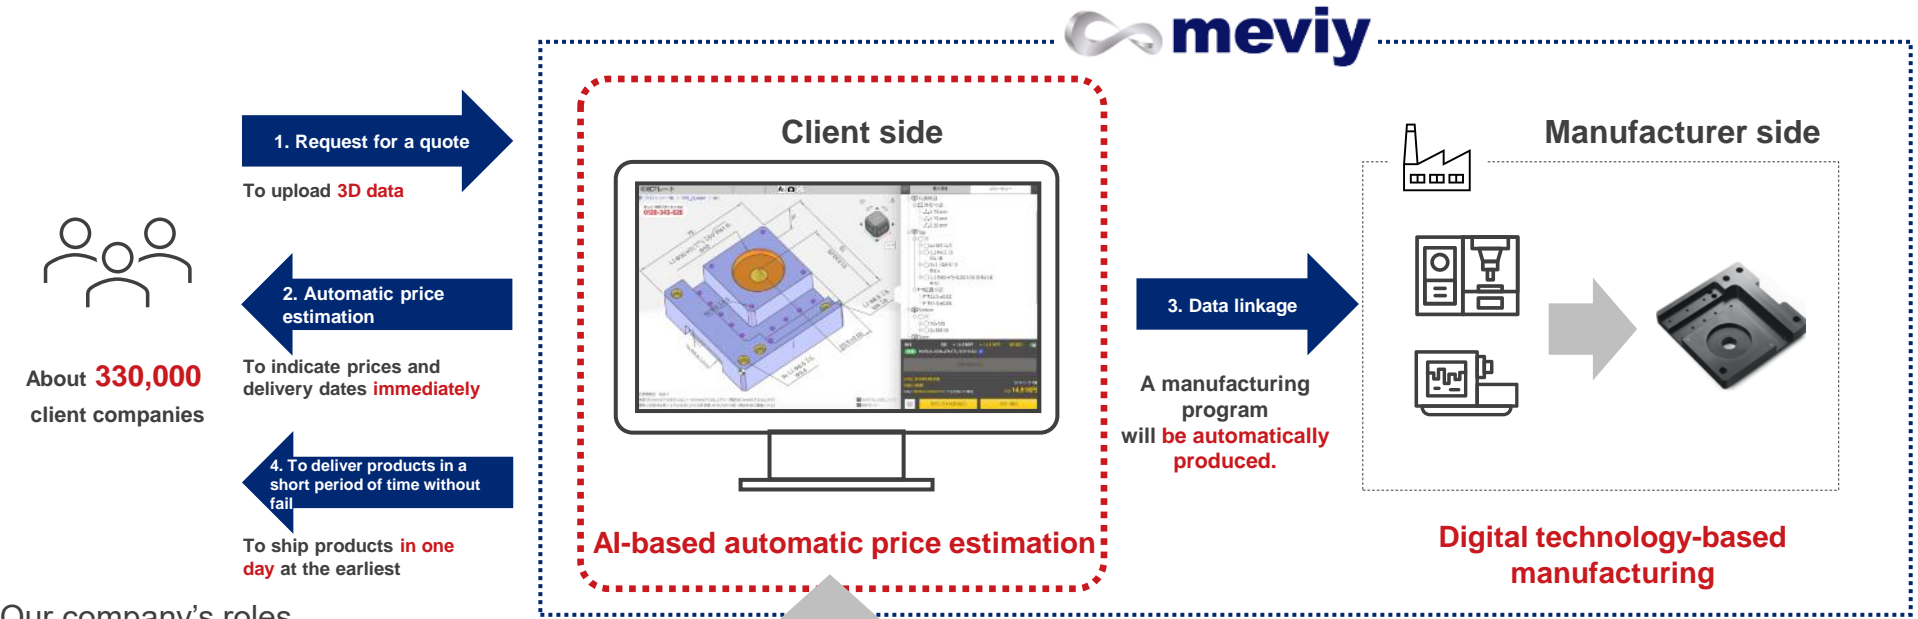 meviy
1. Request for a quote
To upload 3D data
2. Automatic price
estimation
To indicate prices and
delivery dates immediately
About 330,000
client companies
4. To deliver products in a
short period of time without
fail
To ship products in one
day at the earliest
Client side
0120-343-626
AI-based automatic price estimation
3. Data linkage
A manufacturing
program
will be automatically
produced.
Manufacturer side
Digital technology-based
manufacturing
Our company's roles